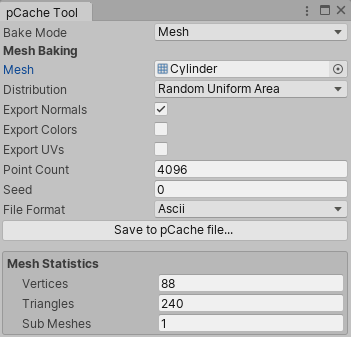 pCache Tool
Bake Mode Mesh
Mesh Baking
Mesh Cylinder
Distribution Random Uniform Area
Export Normals
Export Colors
Export UVs
Point Count 4096
Seed 0
File Format Ascii
Save to pCache file...
Mesh Statistics
Vertices 88
Triangles 240
Sub Meshes 1